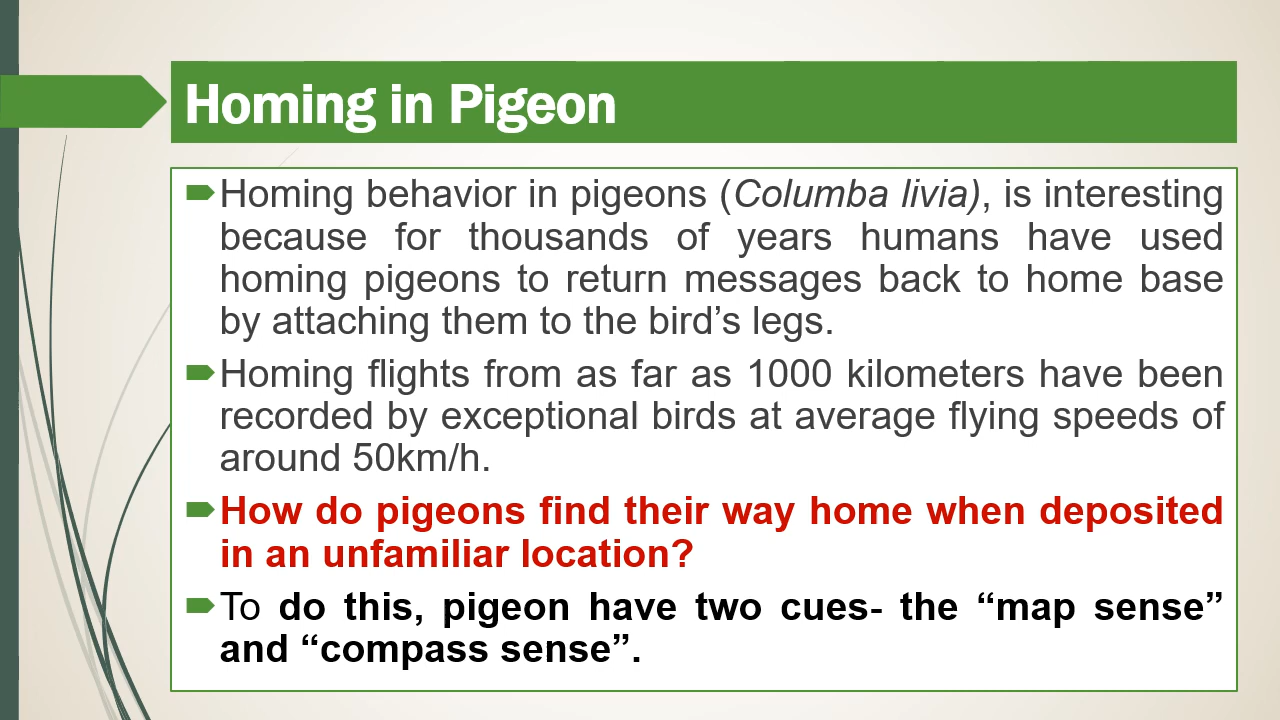 Homing in Pigeon
Homing behavior in pigeons (Columba livia), is interesting
because for thousands of years humans have used
homing pigeons to return messages back to home base
by attaching them to the bird’s legs.
Homing flights from as far as 1000 kilometers have been
recorded by exceptional birds at average flying speeds of
around 50km/h.
How do pigeons find their way home when deposited
in an unfamiliar location?
To do this, pigeon have two cues- the “map sense”
and “compass sense”.